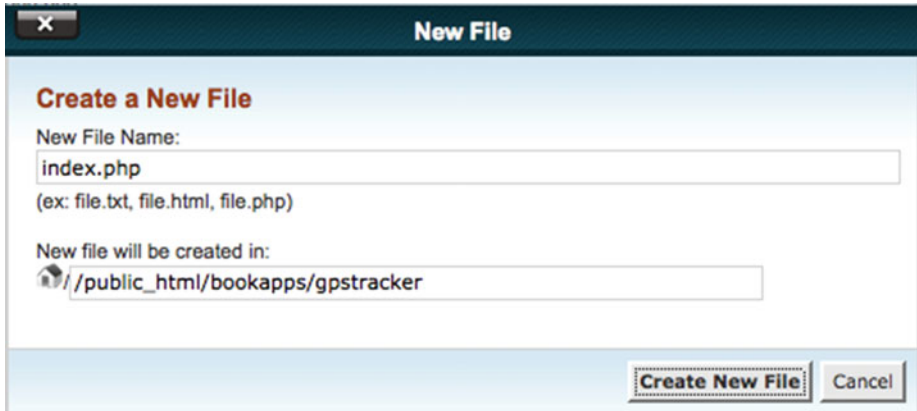 New File
Create a New File
New File Name:
index.php
(ex: file.txt, file.html, file.php)
New file will be created in:
/ /public_html/bookapps/gpstracker
Create New File Cancel